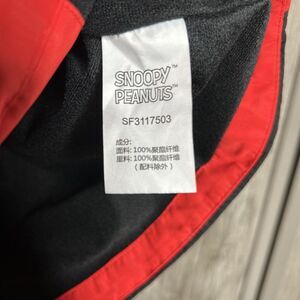 SNOOPY™
PEANUTS™
SF3117503
成分:
面料: 100%聚酯纤维
里料: 100%聚酯纤维
(配料除外)